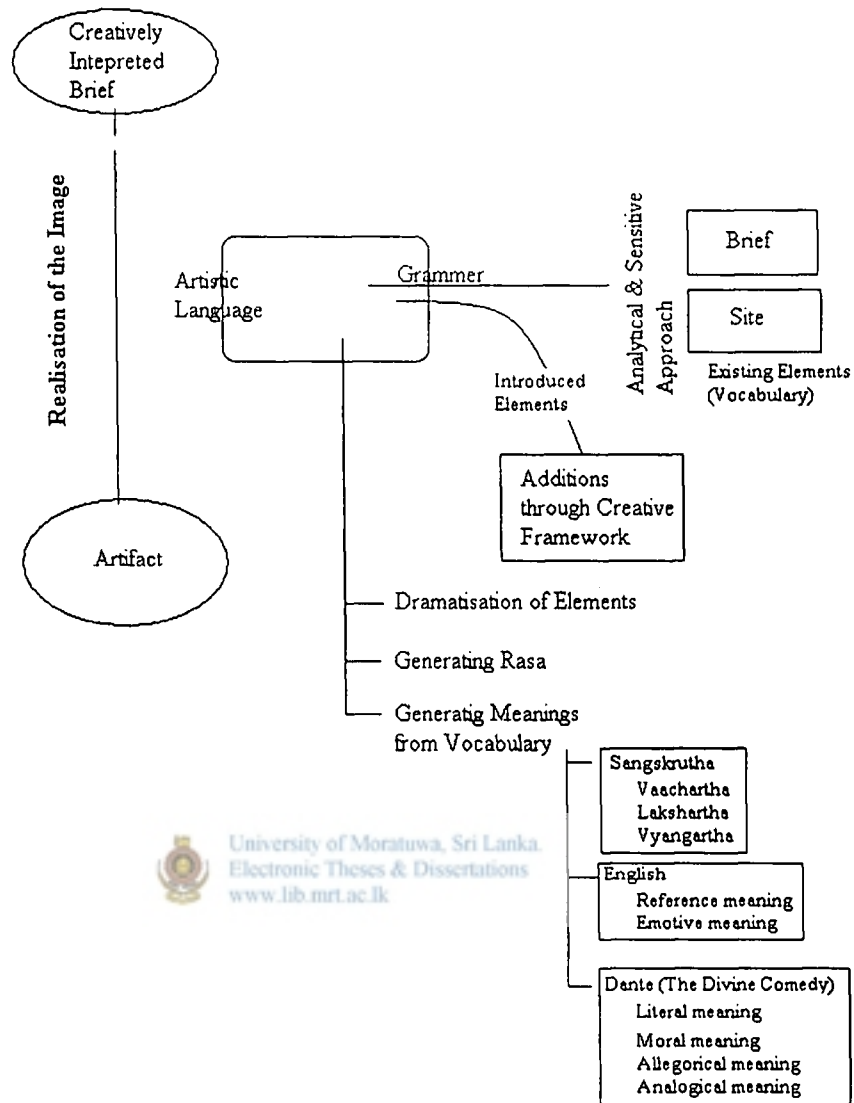 Creatively
Intepreted
Brief
Realisation of the Image
Artifact
Artistic
Language
Grammer
Analytical & Sensitive
Approach
Brief
Site
Existing Elements
(Vocabulary)
Introduced
Elements
Additions
through Creative
Framework
Dramatisation of Elements
Generating Rasa
Generatig Meanings
from Vocabulary
Sangskrutha
Vaachartha
Lakshartha
Vyangartha
English
Reference meaning
Emotive meaning
Dante (The Divine Comedy)
Literal meaning
Moral meaning
Allegorical meaning
Analogical meaning
University of Moratuwa, Sri Lanka.
Electronic Theses & Dissertations
www.lib.mrt.ac.lk